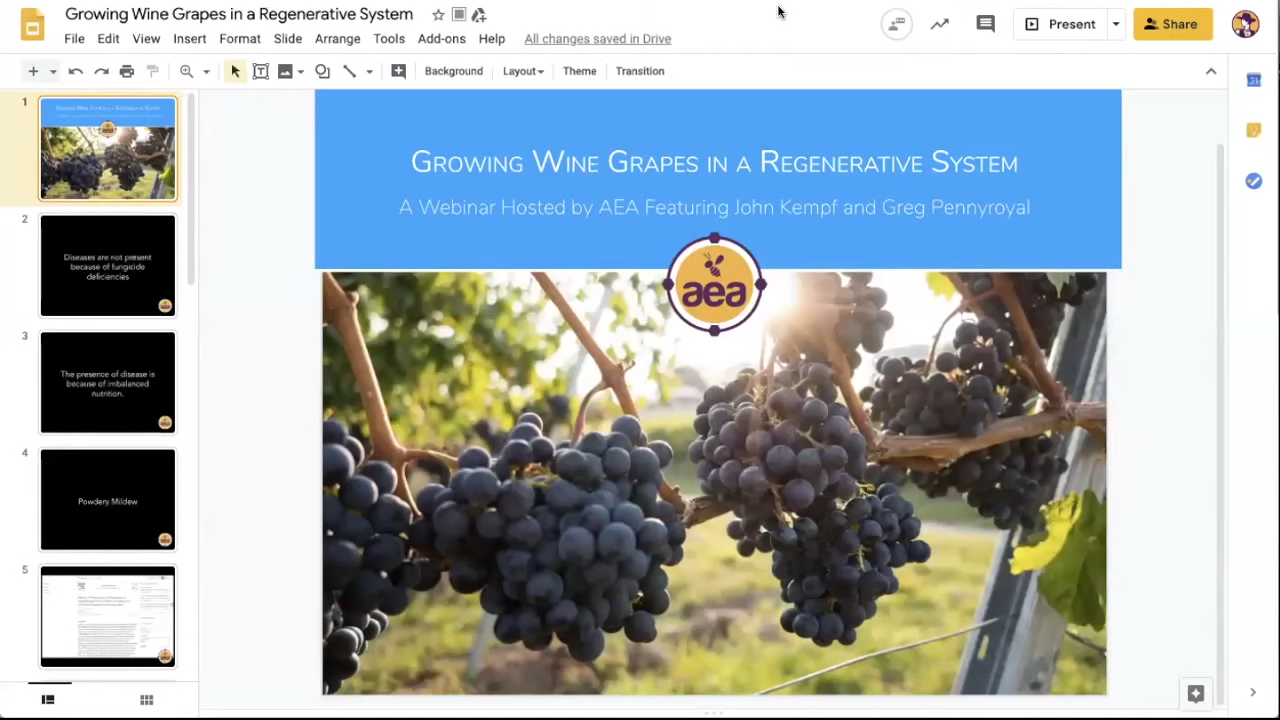 Growing Wine Grapes in a Regenerative System
File Edit View Insert Format Slide Arrange Tools Add-ons Help All changes saved in Drive
Present
Share
Background Layout Theme Transition
1
2
Diseases are not present
because of fungicide
deficiencies
3
The presence of disease is
because of imbalanced
nutrition.
4
Powdery Mildew
5
Growing Wine Grapes in a Regenerative System
A Webinar Hosted by AEA Featuring John Kempf and Greg Pennyroyal
aea
31